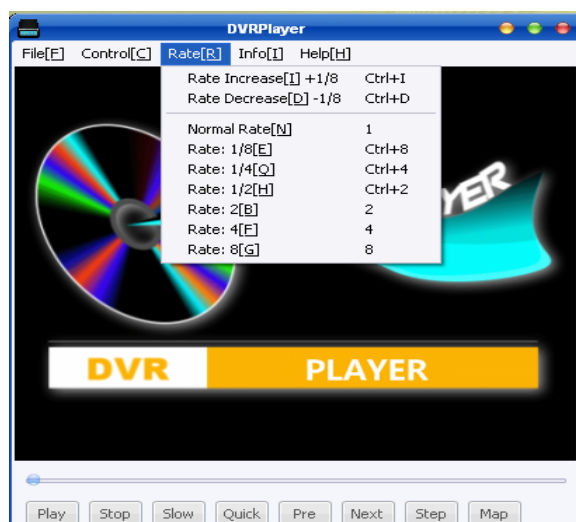 DVRPlayer
File[F] Control[C] Rate[R] Info[I] Help[H]
Rate Increase[I] +1/8 Ctrl+I
Rate Decrease[D] -1/8 Ctrl+D
Normal Rate[N] 1
Rate: 1/8[E] Ctrl+8
Rate: 1/4[Q] Ctrl+4
Rate: 1/2[H] Ctrl+2
Rate: 2[B] 2
Rate: 4[F] 4
Rate: 8[G] 8
YER
DVR PLAYER
Play Stop Slow Quick Pre Next Step Map